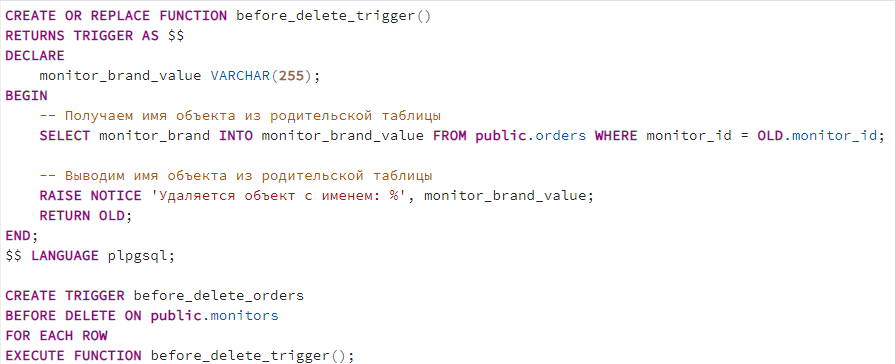 CREATE OR REPLACE FUNCTION before_delete_trigger()
RETURNS TRIGGER AS $$
DECLARE
    monitor_brand_value VARCHAR(255);
BEGIN
    -- Получаем имя объекта из родительской таблицы
    SELECT monitor_brand INTO monitor_brand_value FROM public.orders WHERE monitor_id = OLD.monitor_id;

    -- Выводим имя объекта из родительской таблицы
    RAISE NOTICE 'Удаляется объект с именем: %', monitor_brand_value;
    RETURN OLD;
END;
$$ LANGUAGE plpgsql;

CREATE TRIGGER before_delete_orders
BEFORE DELETE ON public.monitors
FOR EACH ROW
EXECUTE FUNCTION before_delete_trigger();